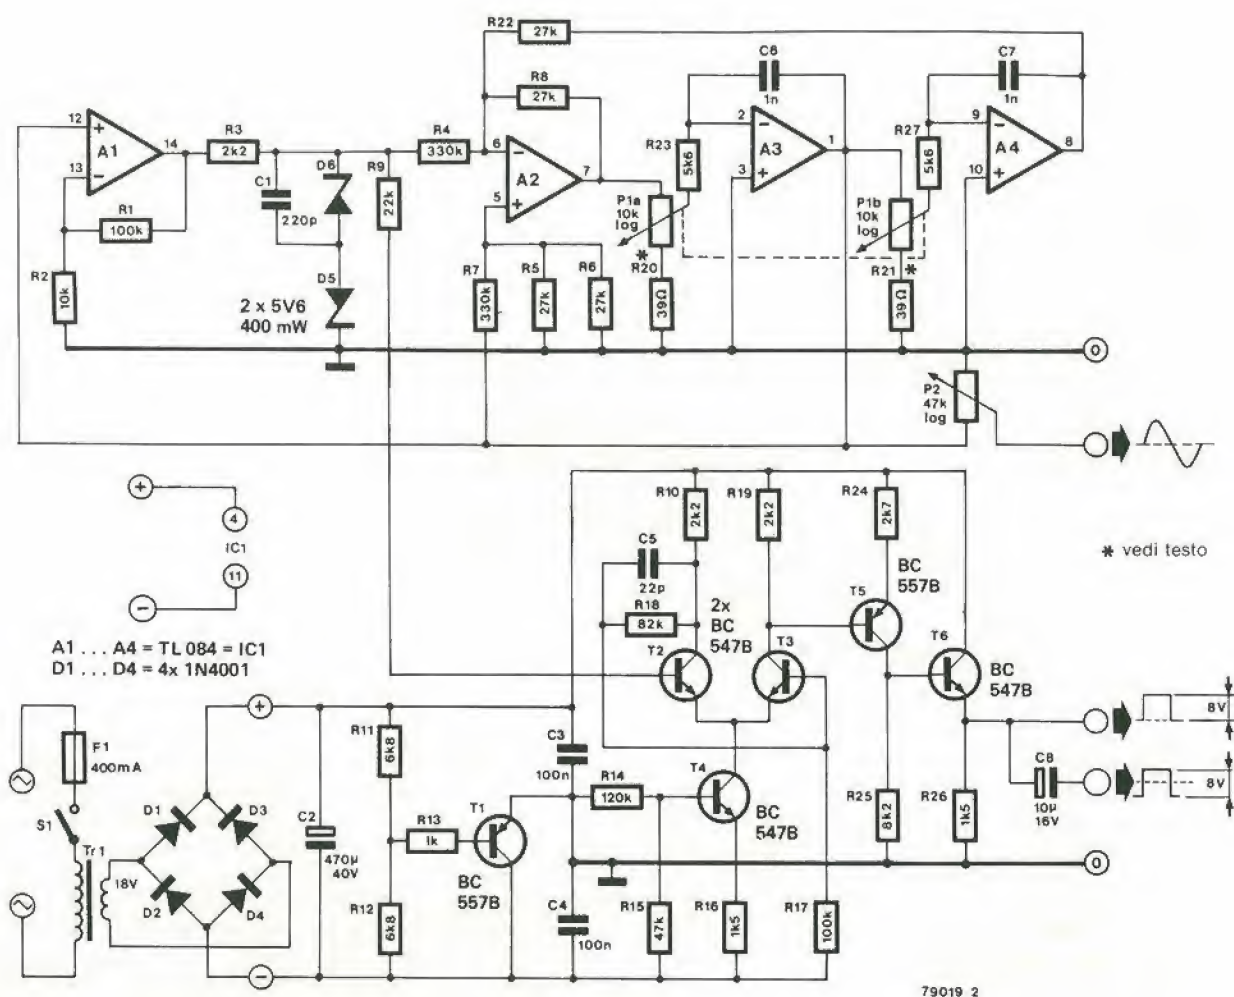 R22
27k
R8
27k
C6
1n
C7
1n
12
+
A1
14
13
−
R3
2k2
R4
330k
R9
22k
D6
C1
220p
R1
100k
R2
10k
D5
2 x 5V6
400 mW
6
−
A2
7
5
+
R23
5k6
2
−
A3
1
3
+
R27
5k6
9
−
A4
8
10
+
P1a
10k
log
*
P1b
10k
log
*
R7
330k
R5
27k
R6
27k
R20
39Ω
R21
39Ω
0
P2
47k
log
+
4
IC1
11
−
A1 . . . A4 = TL 084 = IC1
D1 . . . D4 = 4x 1N4001
R10
2k2
R19
2k2
R24
2k7
* vedi testo
C5
22p
R18
82k
2x
BC
547B
T2
T3
BC
557B
T5
T6
BC
547B
8V
8V
C8
10µ
16V
F1
400mA
S1
Tr1
18V
D1
D3
D2
D4
+
−
C2
470µ
40V
R11
6k8
R12
6k8
R13
1k
T1
BC
557B
C3
100n
C4
100n
R14
120k
T4
BC
547B
R15
47k
R16
1k5
R17
100k
R25
8k2
R26
1k5
0
79019 2